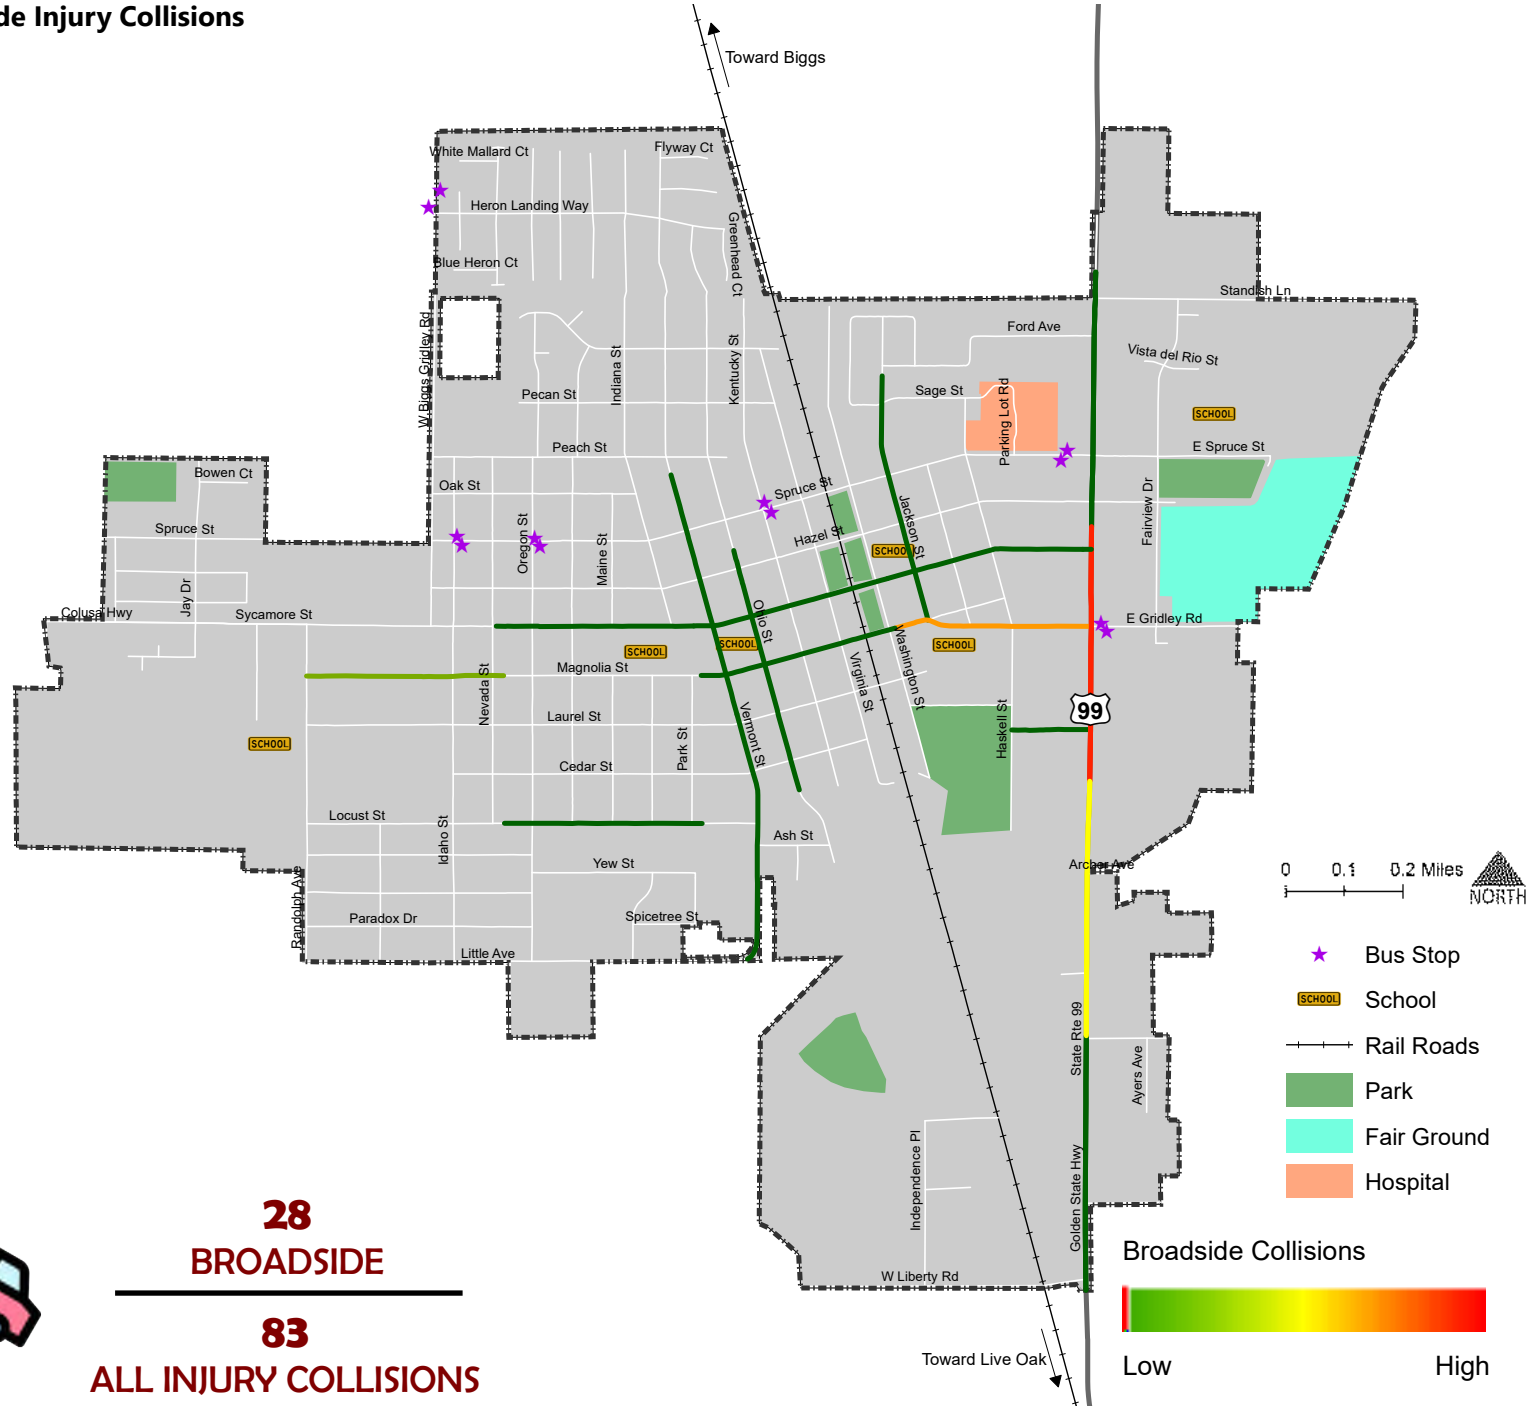 de Injury Collisions
Toward Biggs
White Mallard Ct
Flyway Ct
Heron Landing Way
Greenhead Ct
Blue Heron Ct
Standish Ln
W Biggs Gridley Rd
Ford Ave
Vista del Rio St
Indiana St
Kentucky St
Pecan St
Sage St
Parking Lot Rd
SCHOOL
Peach St
E Spruce St
Bowen Ct
Oak St
Spruce St
Fairview Dr
Spruce St
Oregon St
Maine St
Hazel St
Jackson St
SCHOOL
Jay Dr
Colusa Hwy
Sycamore St
Ohio St
E Gridley Rd
SCHOOL
SCHOOL
SCHOOL
Washington St
Virginia St
Magnolia St
Nevada St
Laurel St
Park St
Vermont St
Haskell St
99
SCHOOL
Cedar St
Locust St
Idaho St
Ash St
Yew St
Archer Ave
Randolph Ave
Paradox Dr
Spicetree St
Little Ave
0 0.1 0.2 Miles
NORTH
Bus Stop
SCHOOL School
Rail Roads
Park
Fair Ground
Hospital
State Rte 99
Ayers Ave
Independence Pl
Golden State Hwy
W Liberty Rd
Toward Live Oak
Broadside Collisions
Low High
28
BROADSIDE
83
ALL INJURY COLLISIONS